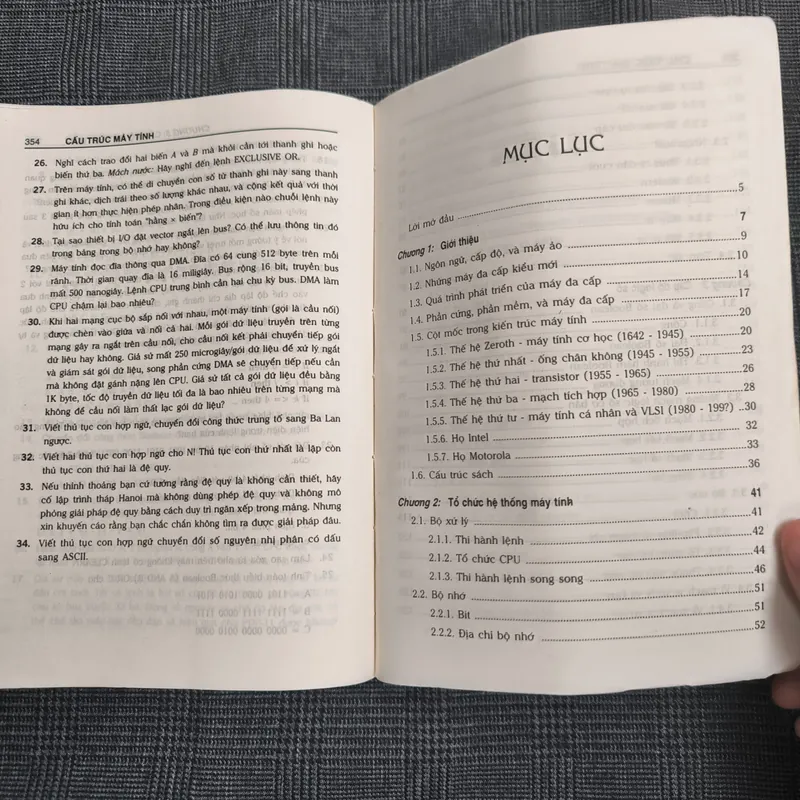 354 CẤU TRÚC MÁY TÍNH
26. Nghĩ cách trao đổi hai biến A và B mà khỏi cần tới thanh ghi hoặc
biến thứ ba. Mách nước: Hãy nghĩ đến lệnh EXCLUSIVE OR.
27. Trên máy tính, có thể di chuyển con số từ thanh ghi này sang thanh
ghi khác, dịch trái theo số lượng khác nhau, và cộng kết quả với thời
gian ít hơn thực hiện phép nhân. Trong điều kiện nào chuỗi lệnh này
hữu ích cho tính toán "hằng × biến"?
28. Tại sao thiết bị I/O đặt vector ngắt lên bus? Có thể lưu thông tin đó
trong bảng trong bộ nhớ hay không?
29. Máy tính đọc đĩa thông qua DMA. Đĩa có 64 cung 512 byte trên mỗi
rãnh. Thời gian quay đĩa là 16 miligiây. Bus rộng 16 bit, truyền bus
mất 500 nanogiây. Lệnh CPU trung bình cần hai chu kỳ bus. DMA làm
CPU chậm lại bao nhiêu?
30. Khi hai mạng cục bộ sắp nối với nhau, một máy tính (gọi là cầu nối)
được chèn vào giữa và nối cả hai. Mỗi gói dữ liệu truyền trên từng
mạng gây ra ngắt trên cầu nối, cho cầu nối kết phải chuyển tiếp gói
dữ liệu hay không. Giả sử mất 250 microgiây/gói dữ liệu để xử lý ngắt
và giám sát gói dữ liệu, song phần cứng DMA sẽ chuyển tiếp nếu cần
mà không đặt gánh nặng lên CPU. Giả sử tất cả gói dữ liệu đều bằng
1K byte, tốc độ truyền dữ liệu tối đa là bao nhiêu trên từng mạng mà
không để cầu nối làm thất lạc gói dữ liệu?
31. Viết thủ tục con hợp ngữ, chuyển đổi công thức trung tố sang Ba Lan
ngược.
32. Viết hai thủ tục con hợp ngữ cho N! Thủ tục con thứ nhất là lặp còn
thủ tục con thứ hai là đệ quy.
33. Nếu thỉnh thoảng bạn cứ tưởng rằng đệ quy là không cần thiết, hãy
cố lập trình tháp Hanoi mà không dùng phép đệ quy và không mô
phỏng giải pháp đệ quy bằng cách duy trì ngăn xếp trong mảng. Nhưng
xin khuyến cáo rằng bạn chắc chắn không tìm ra được giải pháp đâu.
34. Viết thủ tục con hợp ngữ chuyển đổi số nguyên nhị phân có dấu
sang ASCII.
MỤC LỤC
Lời mở đầu 5
Chương 1: Giới thiệu 7
1.1. Ngôn ngữ, cấp độ, và máy ảo 9
1.2. Những máy đa cấp kiểu mới 10
1.3. Quá trình phát triển của máy đa cấp 14
1.4. Phần cứng, phần mềm, và máy đa cấp 17
1.5. Cột mốc trong kiến trúc máy tính 20
1.5.1. Thế hệ Zeroth - máy tính cơ học (1642 - 1945) 20
1.5.2. Thế hệ thứ nhất - ống chân không (1945 - 1955) 23
1.5.3. Thế hệ thứ hai - transistor (1955 - 1965) 26
1.5.4. Thế hệ thứ ba - mạch tích hợp (1965 - 1980) 28
1.5.5. Thế hệ thứ tư - máy tính cá nhân và VLSI (1980 - 199?) 30
1.5.6. Họ Intel 32
1.5.7. Họ Motorola 33
1.6. Cấu trúc sách 36
Chương 2: Tổ chức hệ thống máy tính 41
2.1. Bộ xử lý 41
2.1.1. Thi hành lệnh 42
2.1.2. Tổ chức CPU 44
2.1.3. Thi hành lệnh song song 46
2.2. Bộ nhớ 51
2.2.1. Bit 51
2.2.2. Địa chỉ bộ nhớ 52